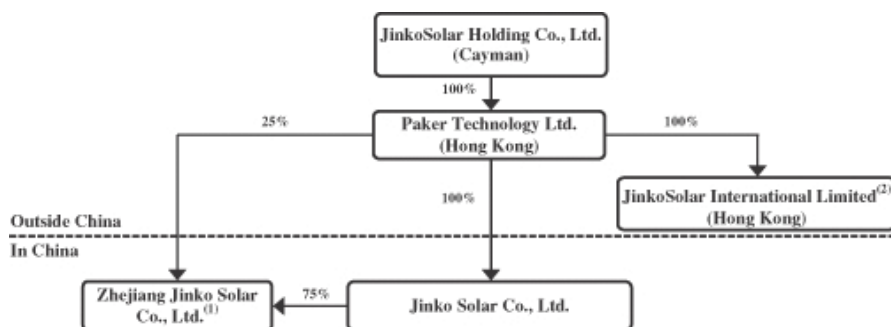 JinkoSolar Holding Co., Ltd.
(Cayman)
100%
25%
Paker Technology Ltd.
(Hong Kong)
100%
100%
JinkoSolar International Limited(2)
(Hong Kong)
Outside China
In China
Zhejiang Jinko Solar
Co., Ltd.(1)
75%
Jinko Solar Co., Ltd.